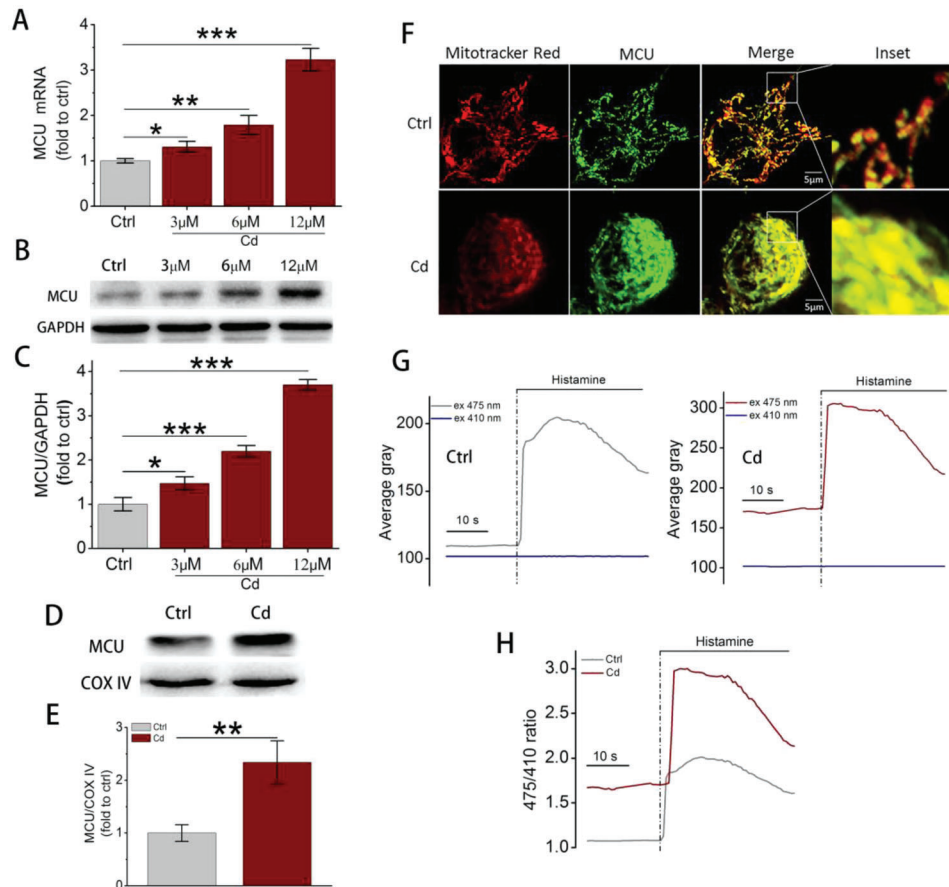 A
MCU mRNA
(fold to ctrl)
4
3
2
1
0
*
**
***
Ctrl
3μM
6μM
12μM
Cd
B
Ctrl
3μM
6μM
12μM
MCU
GAPDH
C
MCU/GAPDH
(fold to ctrl)
4
3
2
1
0
*
***
***
Ctrl
3μM
6μM
12μM
Cd
D
Ctrl
Cd
MCU
COX IV
E
MCU/COX IV
(fold to ctrl)
3
2
1
0
Ctrl
Cd
**
F
Mitotracker Red
MCU
Merge
Inset
Ctrl
5μm
Cd
5μm
G
Histamine
ex 475 nm
ex 410 nm
Ctrl
10 s
Average gray
200
150
100
Histamine
ex 475 nm
ex 410 nm
Cd
10 s
Average gray
300
250
200
150
100
H
Histamine
Ctrl
Cd
10 s
475/410 ratio
3.0
2.5
2.0
1.5
1.0